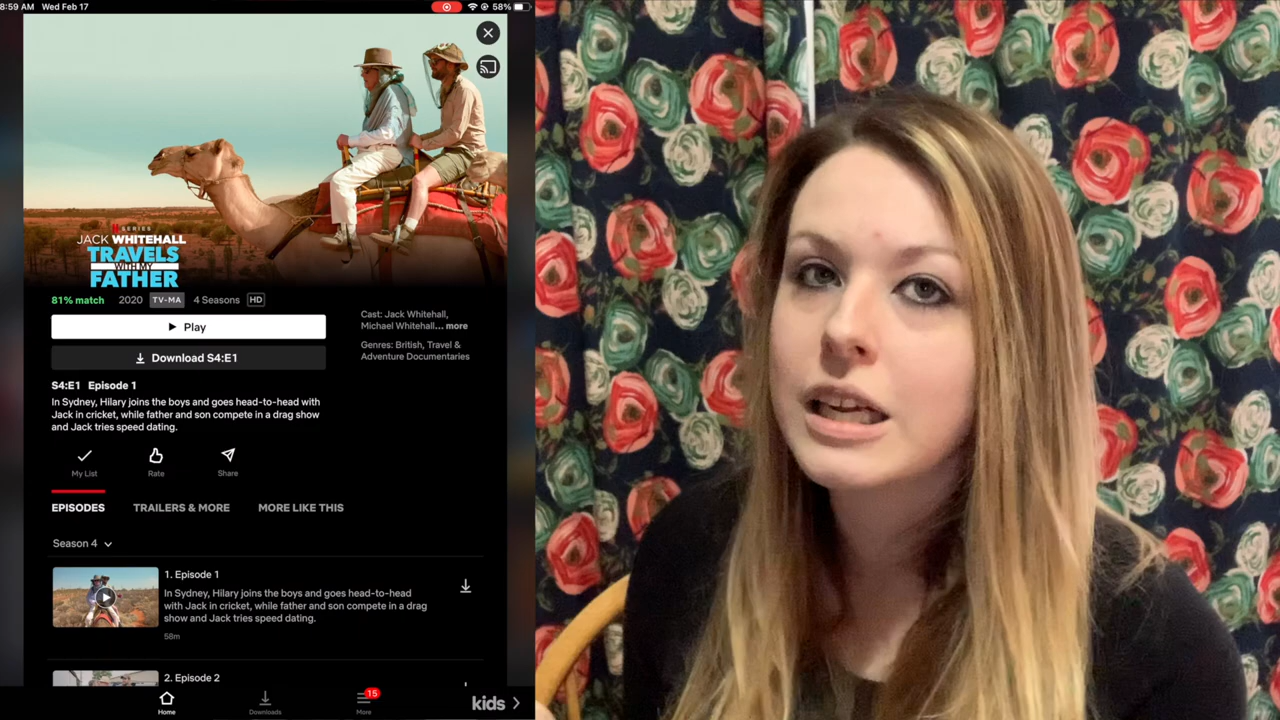 8:59 AM Wed Feb 17
58%
SERIES
JACK WHITEHALL
TRAVELS
WITH MY
FATHER
81% match 2020 TV-MA 4 Seasons HD
Play
Download S4:E1
Cast: Jack Whitehall,
Michael Whitehall... more
Genres: British, Travel &
Adventure Documentaries
S4:E1 Episode 1
In Sydney, Hilary joins the boys and goes head-to-head with
Jack in cricket, while father and son compete in a drag show
and Jack tries speed dating.
My List
Rate
Share
EPISODES
TRAILERS & MORE
MORE LIKE THIS
Season 4
1. Episode 1
In Sydney, Hilary joins the boys and goes head-to-head
with Jack in cricket, while father and son compete in a drag
show and Jack tries speed dating.
58m
2. Episode 2
Home
Downloads
15
More
kids